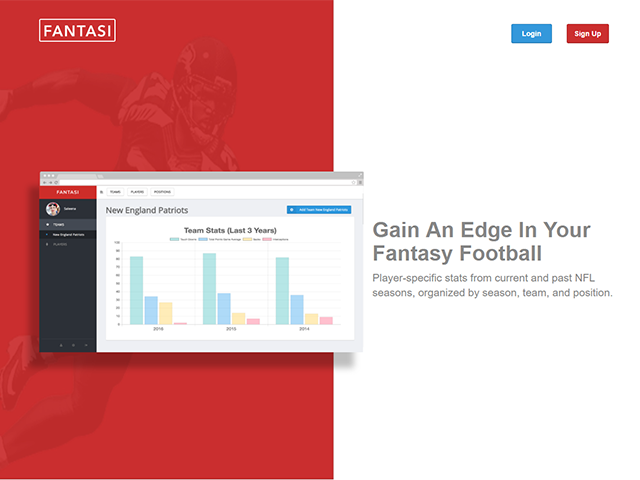 FANTASI
Login
Sign Up
FANTASI
TEAMS
PLAYERS
POSITIONS
New England Patriots
Add Team New England Patriots
TEAMS
New England Patriots
PLAYERS
Team Stats (Last 3 Years)
100
90
80
70
60
50
40
30
20
10
0
2016
2015
2014
Gain An Edge In Your
Fantasy Football
Player-specific stats from current and past NFL
seasons, organized by season, team, and position.